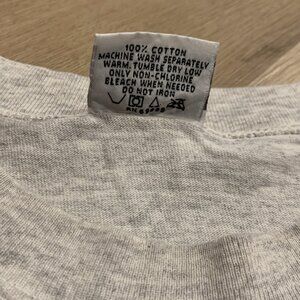 100% COTTON
MACHINE WASH SEPARATELY
WARM. TUMBLE DRY LOW
ONLY NON-CHLORINE
BLEACH WHEN NEEDED
DO NOT IRON